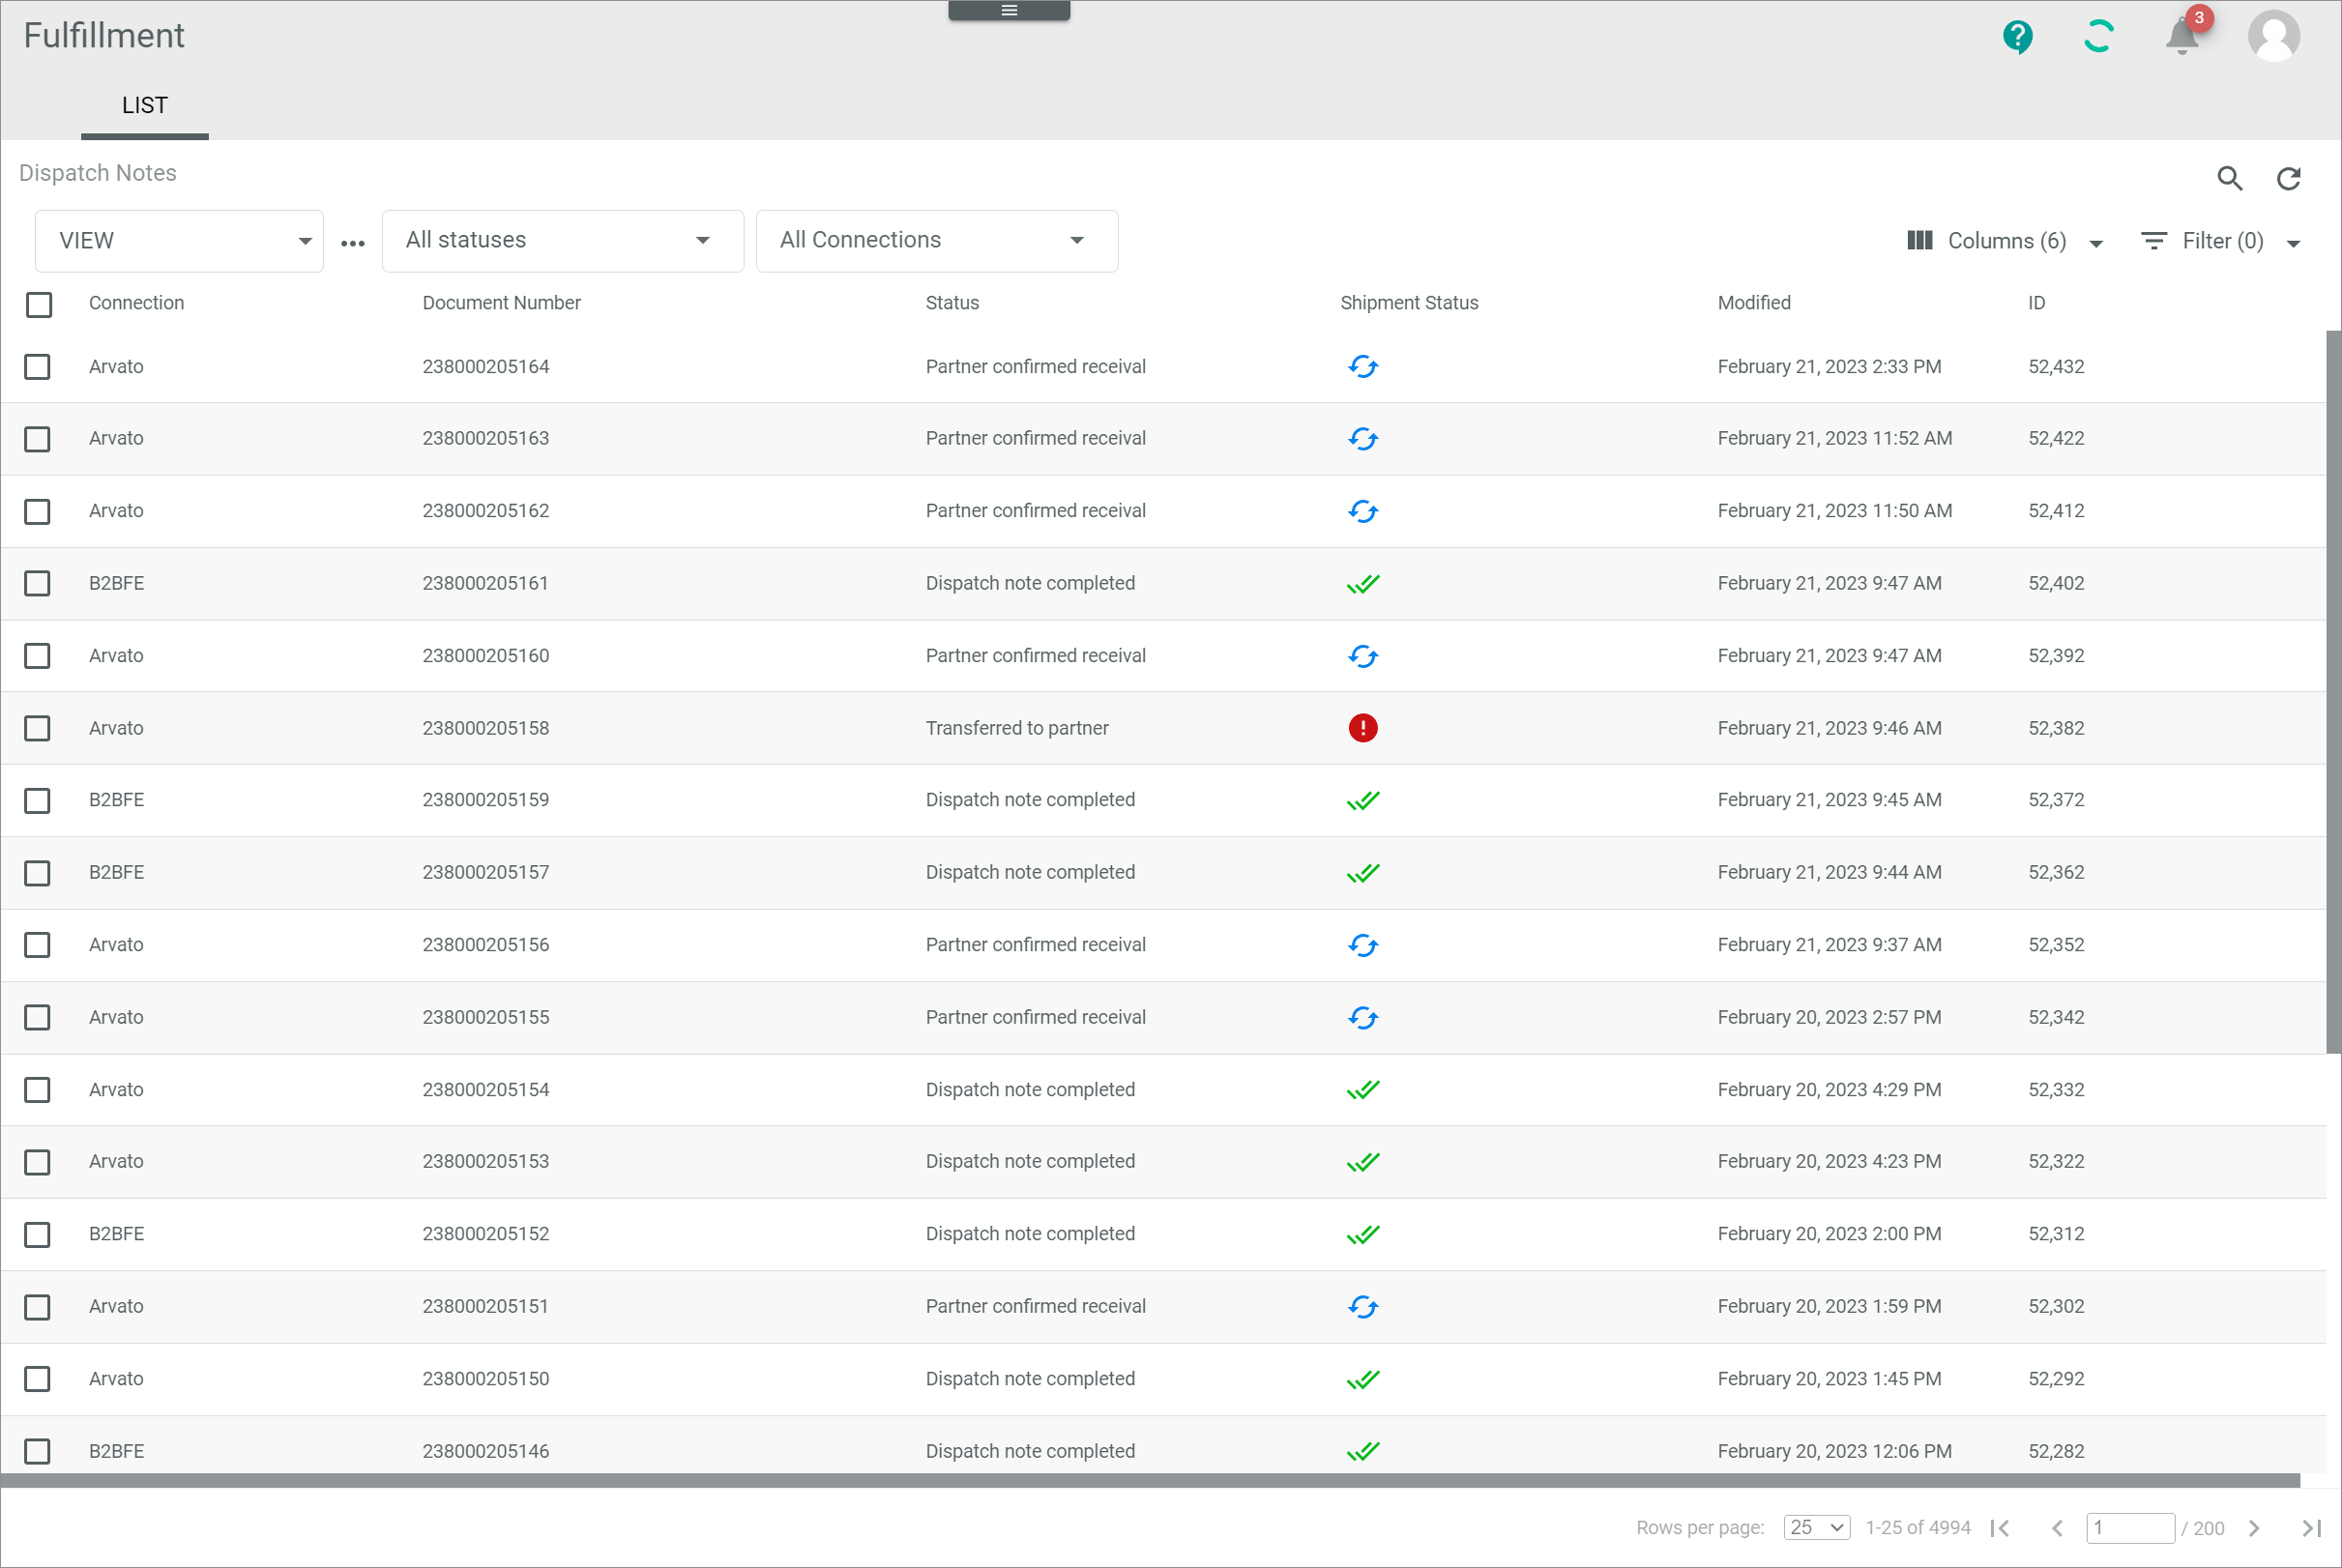 Fulfillment
3
LIST
Dispatch Notes
VIEW ... All statuses All Connections Columns (6) Filter (0)
Connection Document Number Status Shipment Status Modified ID
Arvato 238000205164 Partner confirmed receival February 21, 2023 2:33 PM 52,432
Arvato 238000205163 Partner confirmed receival February 21, 2023 11:52 AM 52,422
Arvato 238000205162 Partner confirmed receival February 21, 2023 11:50 AM 52,412
B2BFE 238000205161 Dispatch note completed February 21, 2023 9:47 AM 52,402
Arvato 238000205160 Partner confirmed receival February 21, 2023 9:47 AM 52,392
Arvato 238000205158 Transferred to partner February 21, 2023 9:46 AM 52,382
B2BFE 238000205159 Dispatch note completed February 21, 2023 9:45 AM 52,372
B2BFE 238000205157 Dispatch note completed February 21, 2023 9:44 AM 52,362
Arvato 238000205156 Partner confirmed receival February 21, 2023 9:37 AM 52,352
Arvato 238000205155 Partner confirmed receival February 20, 2023 2:57 PM 52,342
Arvato 238000205154 Dispatch note completed February 20, 2023 4:29 PM 52,332
Arvato 238000205153 Dispatch note completed February 20, 2023 4:23 PM 52,322
B2BFE 238000205152 Dispatch note completed February 20, 2023 2:00 PM 52,312
Arvato 238000205151 Partner confirmed receival February 20, 2023 1:59 PM 52,302
Arvato 238000205150 Dispatch note completed February 20, 2023 1:45 PM 52,292
B2BFE 238000205146 Dispatch note completed February 20, 2023 12:06 PM 52,282
Rows per page: 25 1-25 of 4994 1 / 200